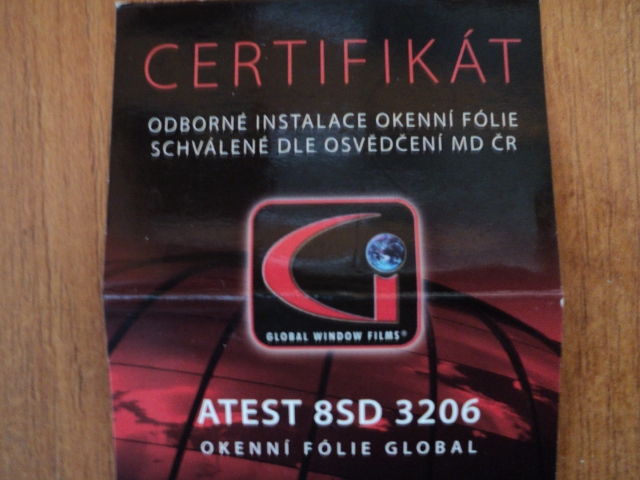 CERTIFIKÁT
ODBORNÉ INSTALACE OKENNÍ FÓLIE
SCHVÁLENÉ DLE OSVĚDČENÍ MD ČR
GLOBAL WINDOW FILMS®
ATEST 8SD 3206
OKENNÍ FÓLIE GLOBAL